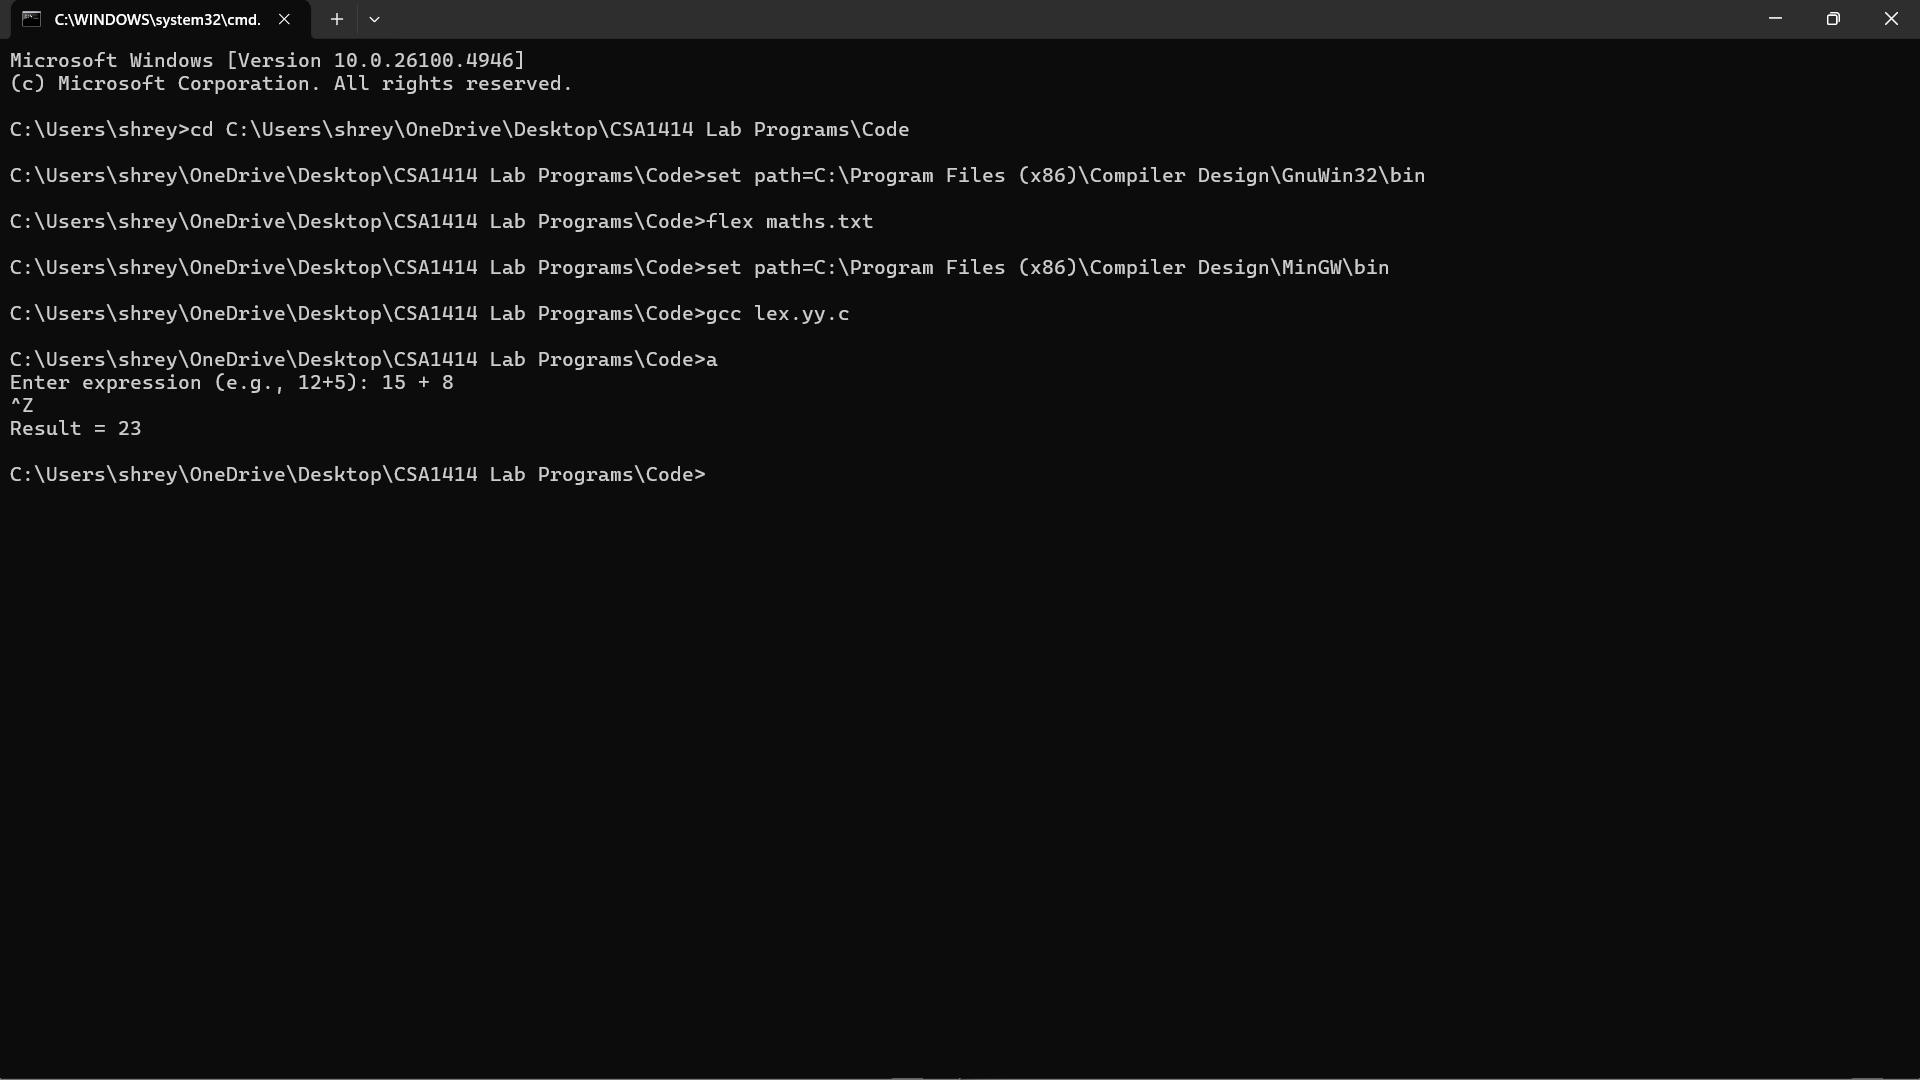 C:\WINDOWS\system32\cmd.
Microsoft Windows [Version 10.0.26100.4946]
(c) Microsoft Corporation. All rights reserved.
C:\Users\shrey>cd C:\Users\shrey\OneDrive\Desktop\CSA1414 Lab Programs\Code
C:\Users\shrey\OneDrive\Desktop\CSA1414 Lab Programs\Code>set path=C:\Program Files (x86)\Compiler Design\GnuWin32\bin
C:\Users\shrey\OneDrive\Desktop\CSA1414 Lab Programs\Code>flex maths.txt
C:\Users\shrey\OneDrive\Desktop\CSA1414 Lab Programs\Code>set path=C:\Program Files (x86)\Compiler Design\MinGW\bin
C:\Users\shrey\OneDrive\Desktop\CSA1414 Lab Programs\Code>gcc lex.yy.c
C:\Users\shrey\OneDrive\Desktop\CSA1414 Lab Programs\Code>a
Enter expression (e.g., 12+5): 15 + 8
^Z
Result = 23
C:\Users\shrey\OneDrive\Desktop\CSA1414 Lab Programs\Code>